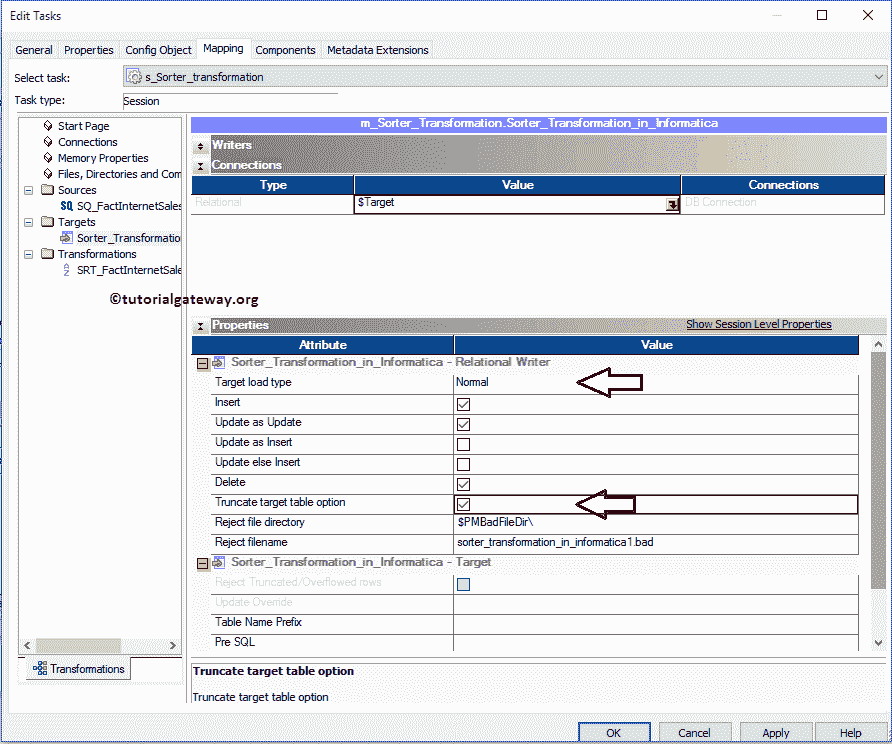 Edit Tasks
General Properties Config Object Mapping Components Metadata Extensions
Select task: s_Sorter_transformation
Task type: Session
Start Page
Connections
Memory Properties
Files, Directories and Com
Sources
SQ_FactInternetSales
Targets
Sorter_Transformatio
Transformations
SRT_FactInternetSale
Transformations
©tutorialgateway.org
m_Sorter_Transformation.Sorter_Transformation_in_Informatica
Writers
Connections
Type Value Connections
Relational $Target DB Connection
Properties Show Session Level Properties
Attribute Value
Sorter_Transformation_in_Informatica - Relational Writer
Target load type Normal
Insert
Update as Update
Update as Insert
Update else Insert
Delete
Truncate target table option
Reject file directory $PMBadFileDir\
Reject filename sorter_transformation_in_informatica1.bad
Sorter_Transformation_in_Informatica - Target
Reject Truncated/Overflowed rows
Update Override
Table Name Prefix
Pre SQL
Truncate target table option
Truncate target table option
OK Cancel Apply Help